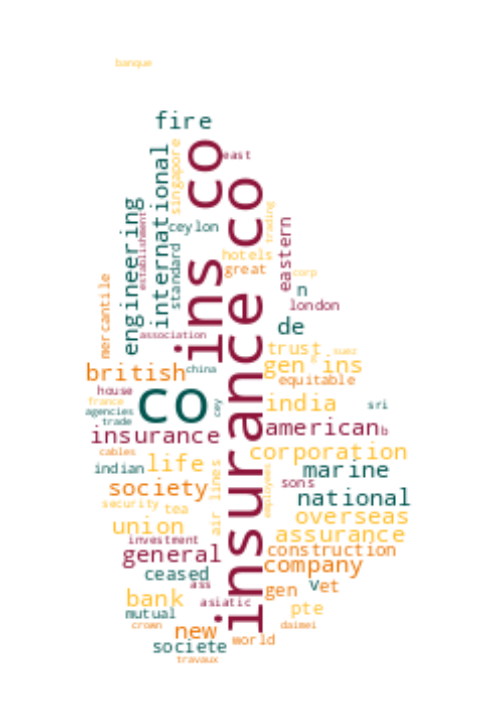 banque
fire
ins co
east
international
singapore
insurance co
engineering
establishment
ceylon
trading
eastern
standard
hotels
great
corp
mercantile
n
london
de
association
trust
suez
gen ins
british
china
equitable
house
co
france
cey
india
sri
agencies
trade
american
b
insurance
cables
corporation
indian
life
marine
air lines
employees
sons
society
national
security
tea
overseas
union
assurance
investment
general
construction
company
ceased
ass
vet
gen
bank
asiatic
pte
mutual
crown
new
daimei
world
societe
travaux